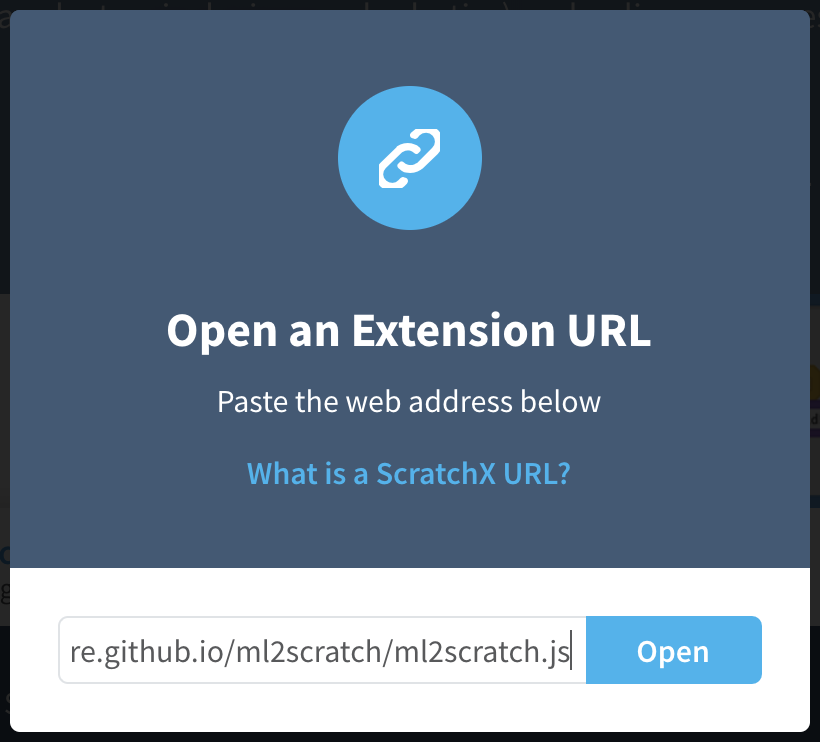 Open an Extension URL
Paste the web address below
What is a ScratchX URL?
re.github.io/ml2scratch/ml2scratch.js
Open